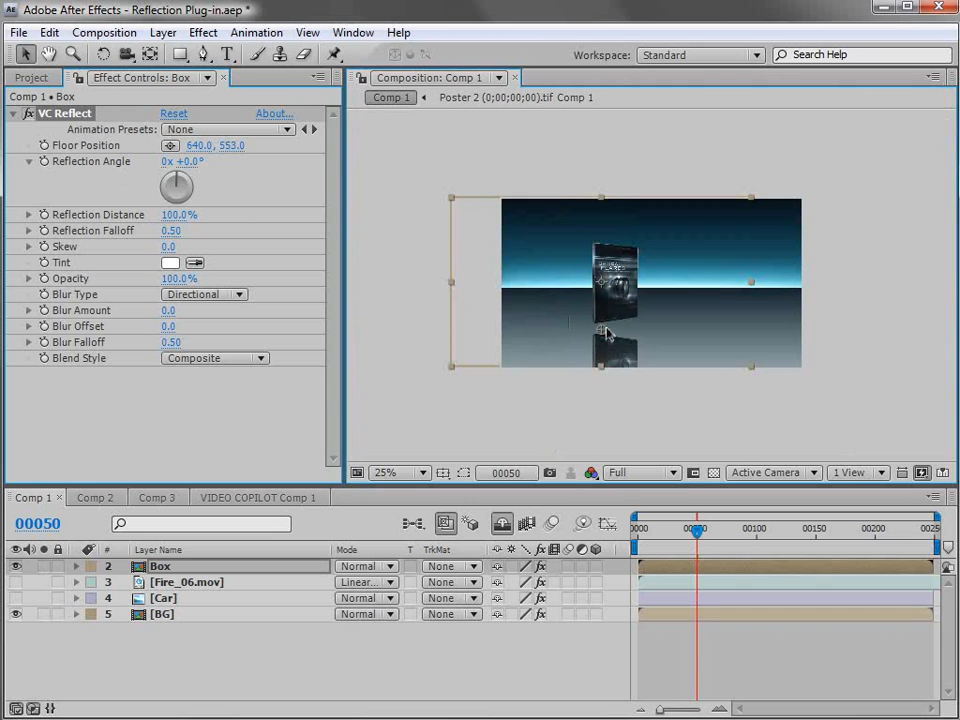 Adobe After Effects - Reflection Plug-in.aep *
File Edit Composition Layer Effect Animation View Window Help
Workspace: Standard Search Help
Project Effect Controls: Box Composition: Comp 1
Comp 1 • Box Comp 1 Poster 2 (0;00;00;00).tif Comp 1
fx VC Reflect Reset About...
Animation Presets: None
Floor Position 640.0, 553.0
Reflection Angle 0x +0.0°
Reflection Distance 100.0%
Reflection Falloff 0.50
Skew 0.0
Tint
Opacity 100.0%
Blur Type Directional
Blur Amount 0.0
Blur Offset 0.0
Blur Falloff 0.50
Blend Style Composite
25% 00050 Full Active Camera 1 View
Comp 1 Comp 2 Comp 3 VIDEO COPILOT Comp 1
00050 0000 00100 00150 00200 0025
# Layer Name Mode T TrkMat
2 Box Normal None
3 [Fire_06.mov] Linear... None
4 [Car] Normal None
5 [BG] Normal None